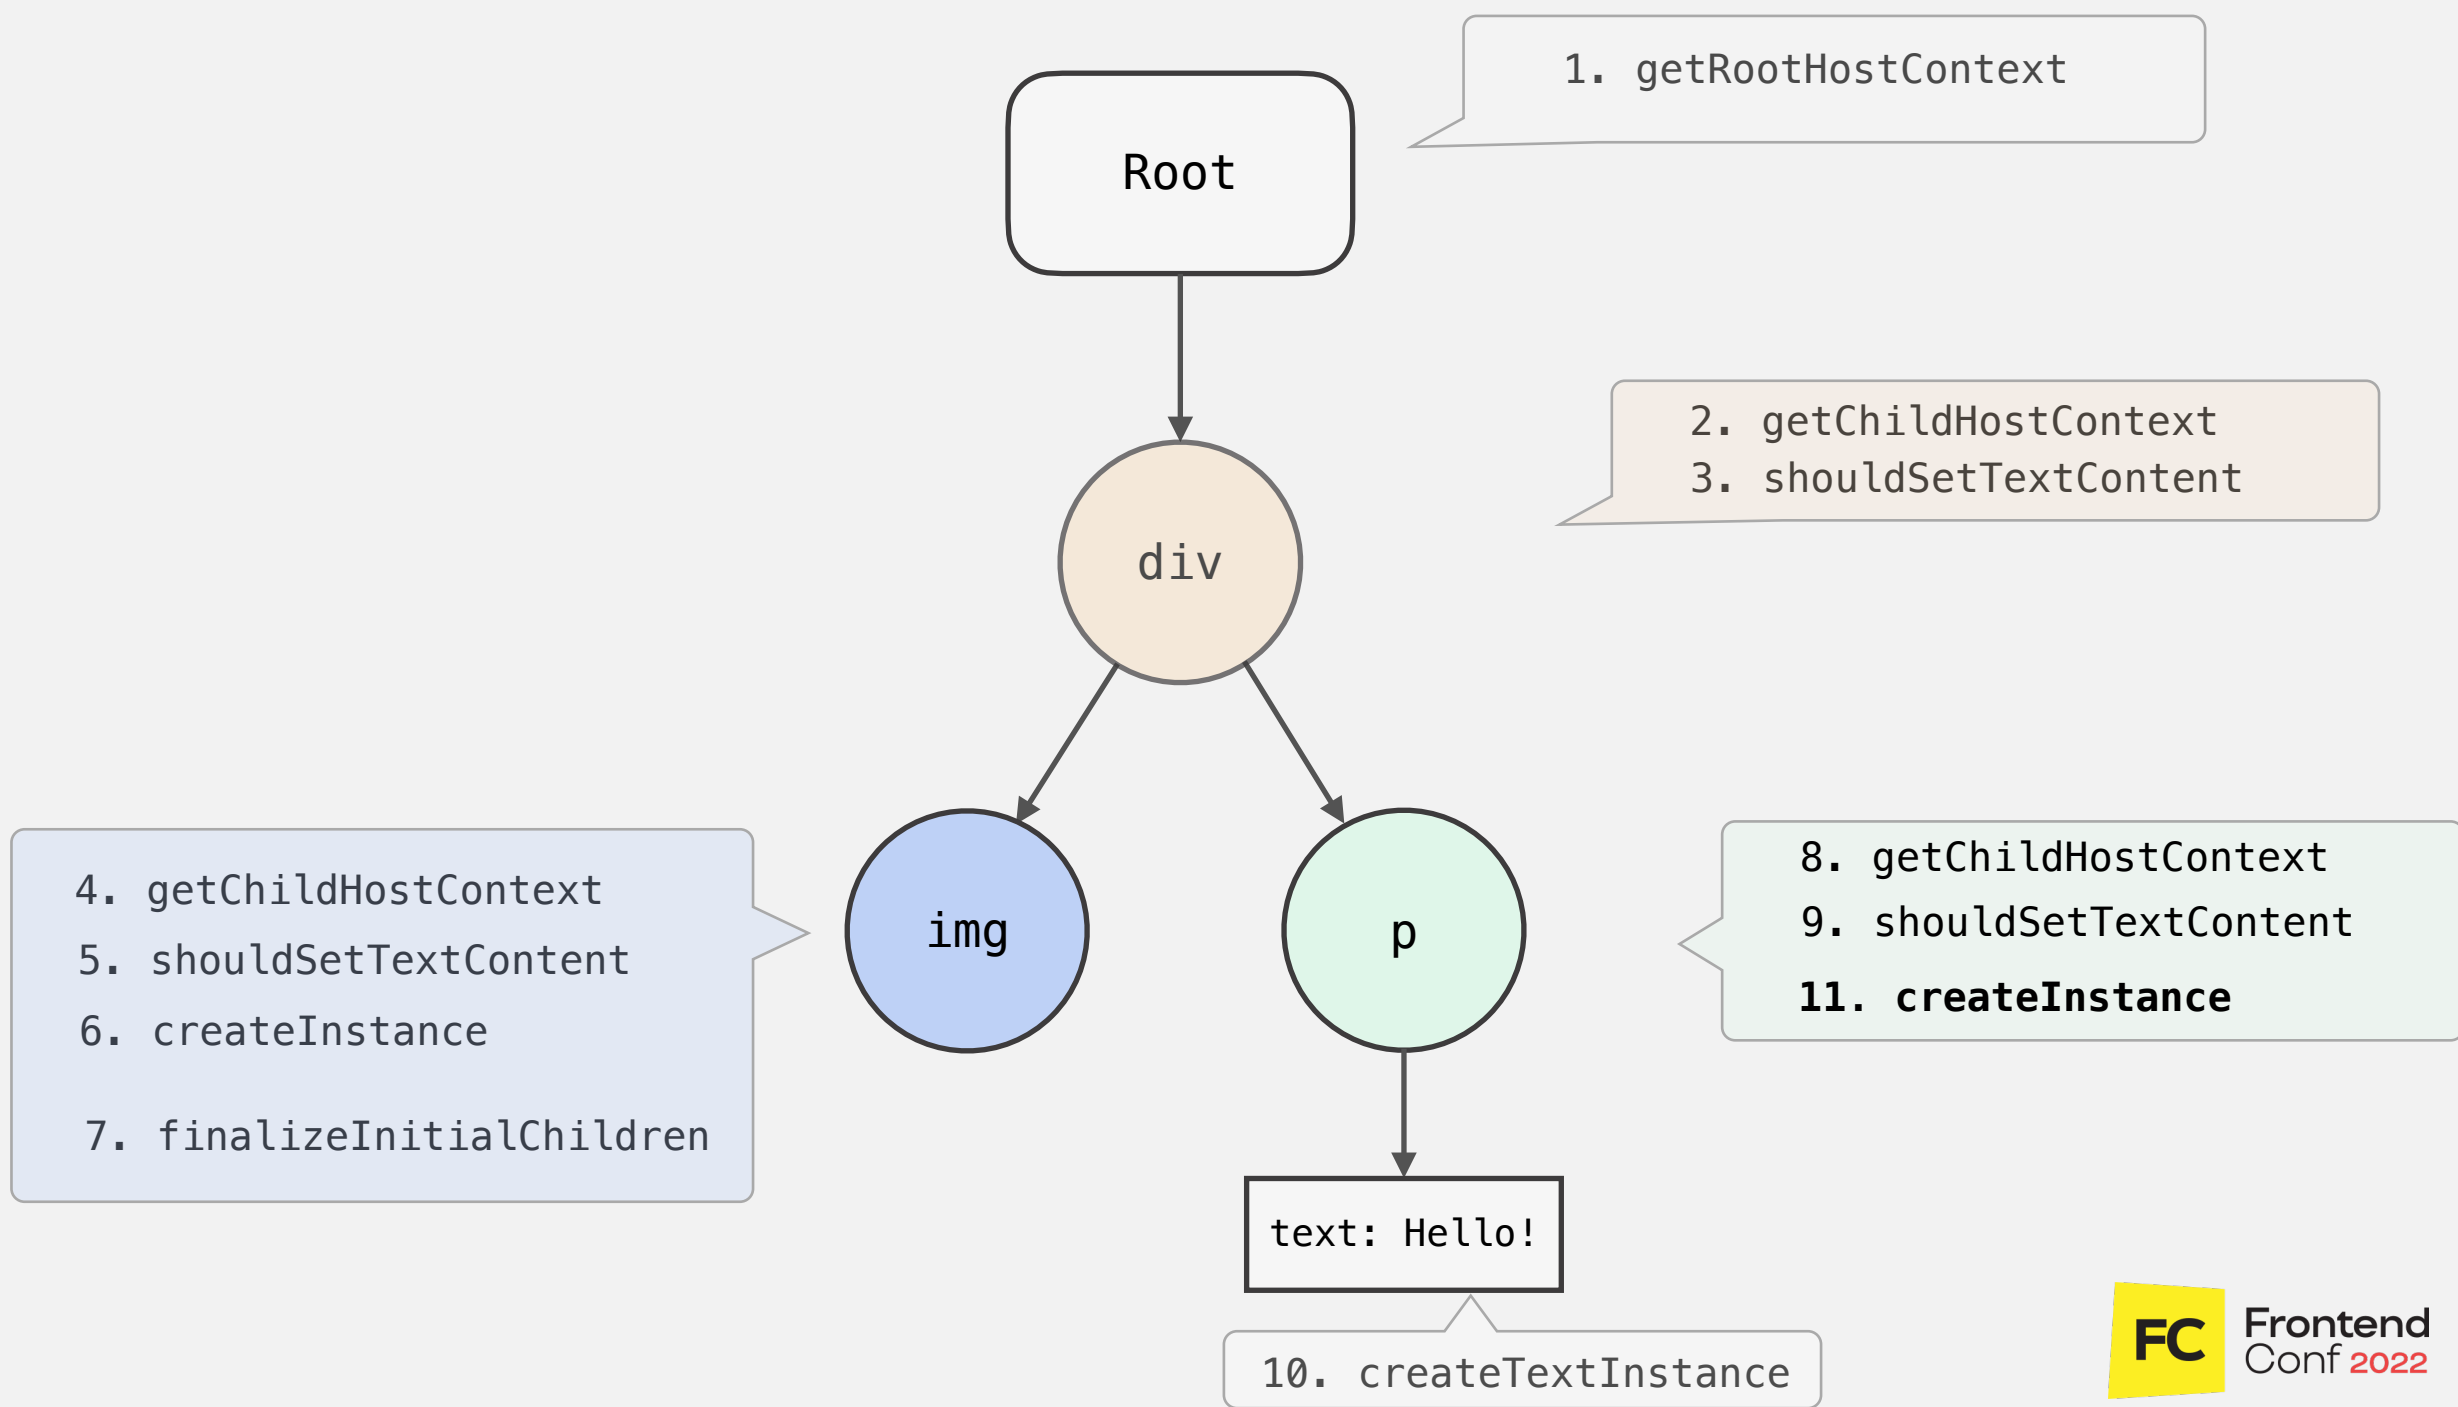 1. getRootHostContext
Root
2. getChildHostContext
3. shouldSetTextContent
div
4. getChildHostContext
5. shouldSetTextContent
6. createInstance
7. finalizeInitialChildren
img
p
8. getChildHostContext
9. shouldSetTextContent
11. createInstance
text: Hello!
10. createTextInstance
FC
Frontend
Conf 2022